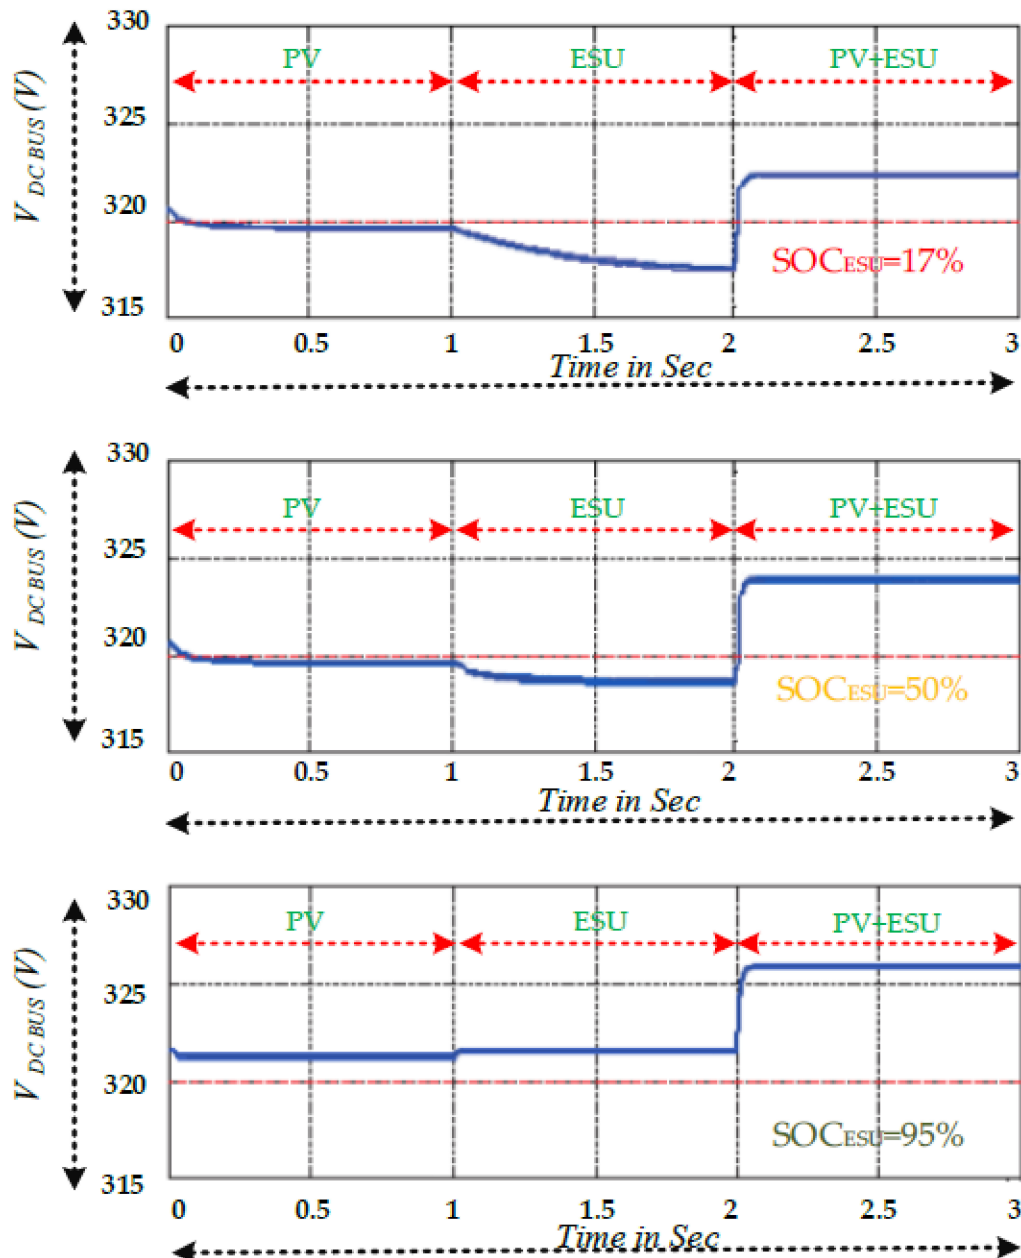 330
PV ESU PV+ESU
325
V DC BUS (V)
320
SOCESU=17%
315
0 0.5 1 1.5 2 2.5 3
Time in Sec
330
PV ESU PV+ESU
325
V DC BUS (V)
320
SOCESU=50%
315
0 0.5 1 1.5 2 2.5 3
Time in Sec
330
PV ESU PV+ESU
325
V DC BUS (V)
320
SOCESU=95%
315
0 0.5 1 1.5 2 2.5 3
Time in Sec